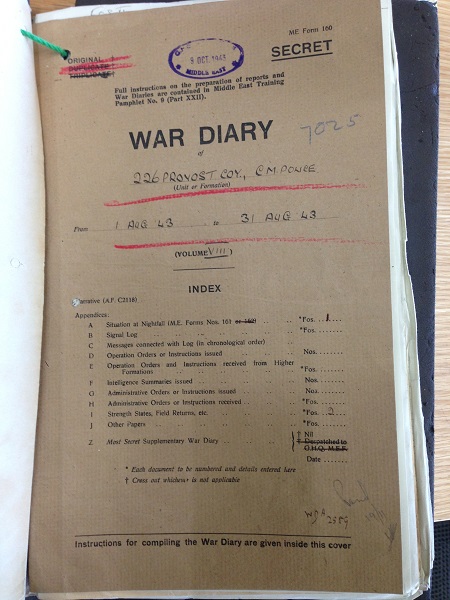 ME Form 160
SECRET
ORIGINAL
DUPLICATE
TRIPLICATE
9 OCT. 1943
MIDDLE EAST
Full instructions on the preparation of reports and
War Diaries are contained in Middle East Training
Pamphlet No. 9 (Part XXII).
WAR DIARY
7025
of
226 PROVOST COY., C.M. POLICE
(Unit or Formation)
From 1 AUG '43 to 31 AUG '43
(VOLUME VIII)
INDEX
Narrative (A.F. C2118)
Appendices:
A Situation at Nightfall (M.E. Forms Nos. 161 or 162) .. .. *Fos. 1
B Signal Log .. .. *Fos.
C Messages connected with Log (in chronological order)
D Operation Orders or Instructions issued .. Nos.
E Operation Orders and Instructions received from Higher
Formations .. .. *Fos.
F Intelligence Summaries issued .. Nos.
G Administrative Orders or Instructions issued .. Nos.
H Administrative Orders or Instructions received .. *Fos.
I Strength States, Field Returns, etc. .. *Fos. 2
J Other Papers .. .. *Fos.
Z Most Secret Supplementary War Diary .. .. † Nil
† Despatched to
G.H.Q. M.E.F.
Date
* Each document to be numbered and details entered here
† Cross out whichever is not applicable
2559
Instructions for compiling the War Diary are given inside this cover